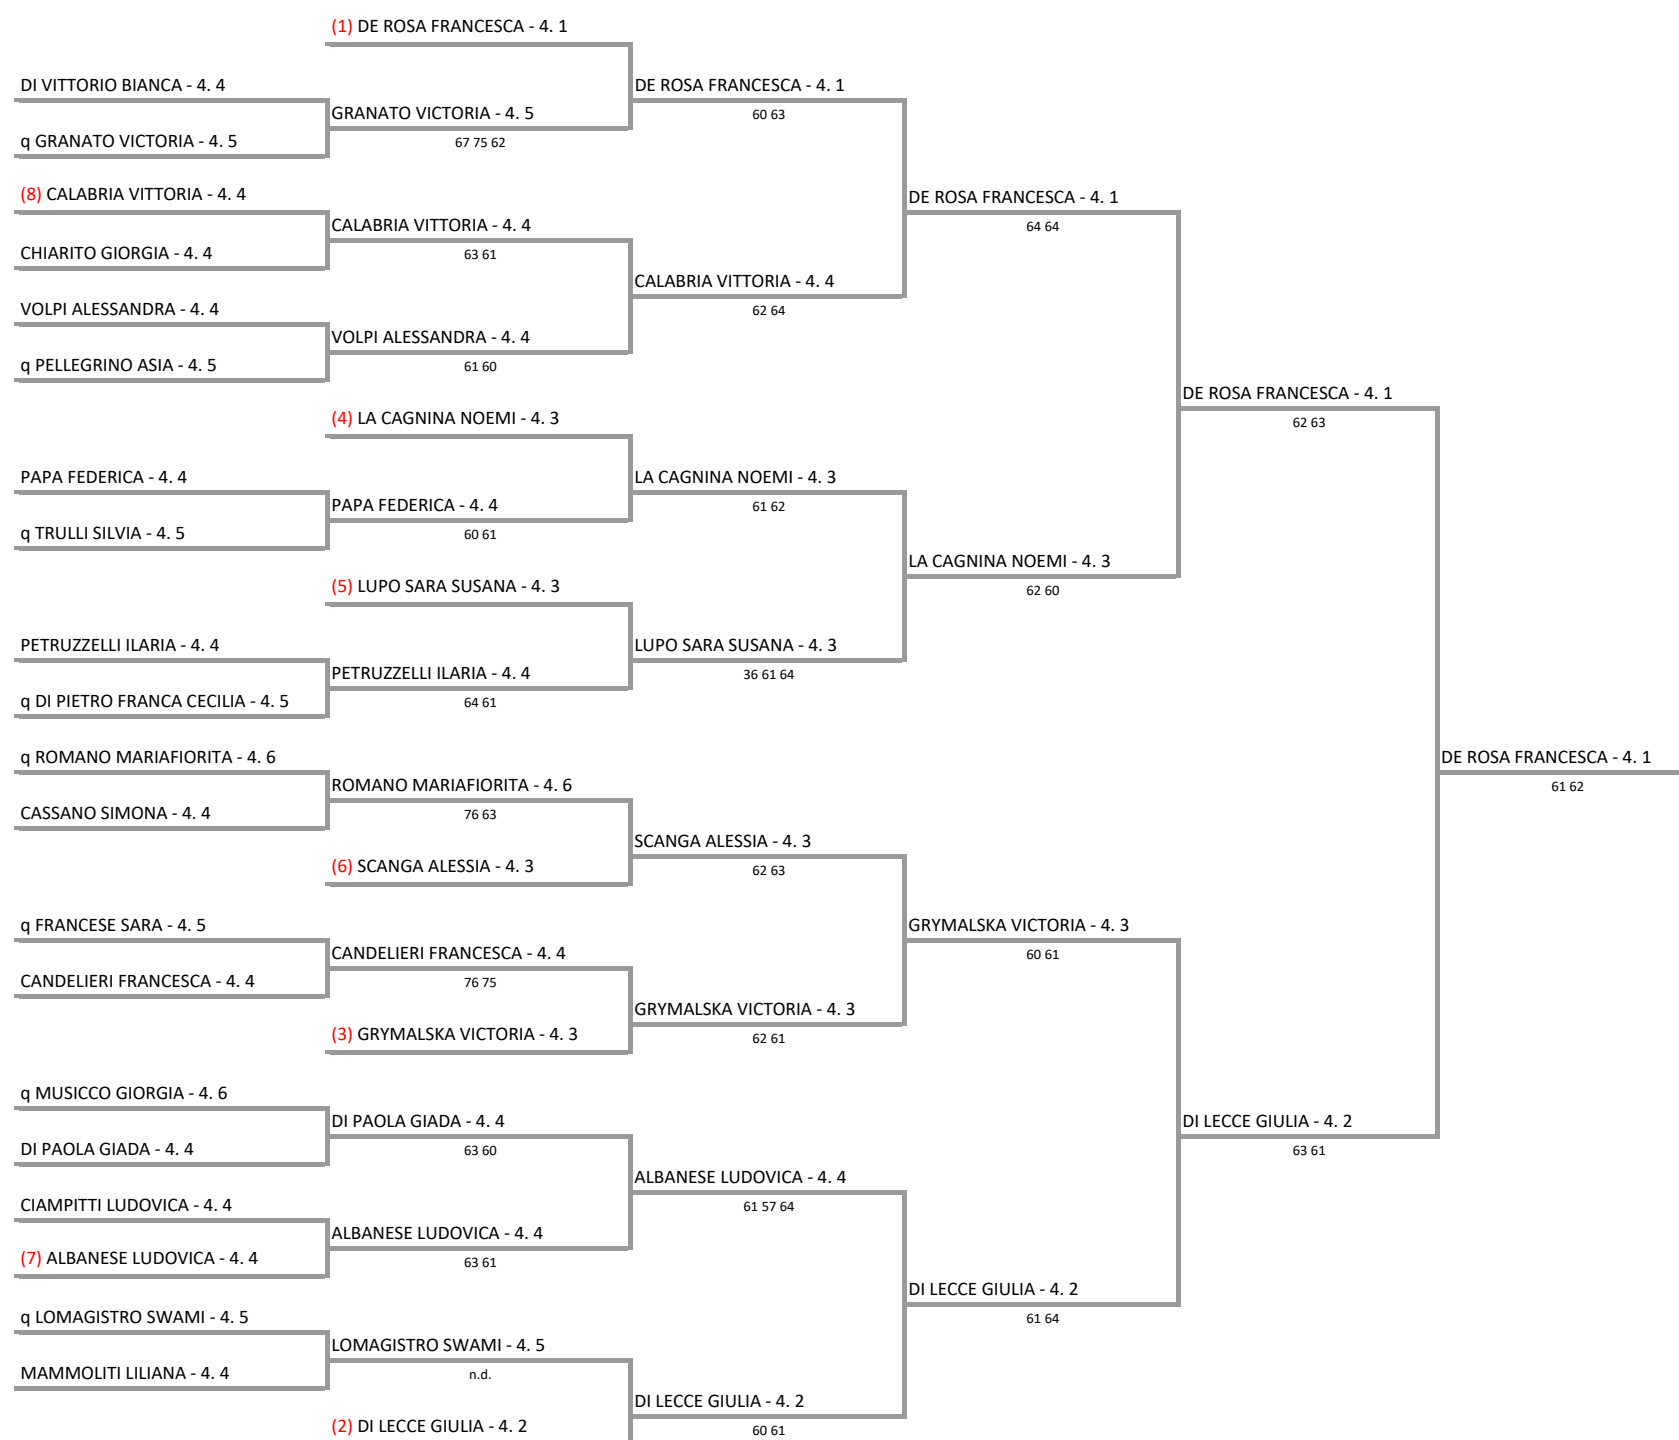 (1) DE ROSA FRANCESCA - 4. 1
DI VITTORIO BIANCA - 4. 4
DE ROSA FRANCESCA - 4. 1
60 63
GRANATO VICTORIA - 4. 5
67 75 62
q GRANATO VICTORIA - 4. 5
(8) CALABRIA VITTORIA - 4. 4
DE ROSA FRANCESCA - 4. 1
64 64
CALABRIA VITTORIA - 4. 4
63 61
CHIARITO GIORGIA - 4. 4
CALABRIA VITTORIA - 4. 4
62 64
VOLPI ALESSANDRA - 4. 4
VOLPI ALESSANDRA - 4. 4
61 60
q PELLEGRINO ASIA - 4. 5
DE ROSA FRANCESCA - 4. 1
62 63
(4) LA CAGNINA NOEMI - 4. 3
PAPA FEDERICA - 4. 4
LA CAGNINA NOEMI - 4. 3
61 62
PAPA FEDERICA - 4. 4
60 61
q TRULLI SILVIA - 4. 5
LA CAGNINA NOEMI - 4. 3
62 60
(5) LUPO SARA SUSANA - 4. 3
PETRUZZELLI ILARIA - 4. 4
LUPO SARA SUSANA - 4. 3
36 61 64
PETRUZZELLI ILARIA - 4. 4
64 61
q DI PIETRO FRANCA CECILIA - 4. 5
q ROMANO MARIAFIORITA - 4. 6
DE ROSA FRANCESCA - 4. 1
61 62
ROMANO MARIAFIORITA - 4. 6
76 63
CASSANO SIMONA - 4. 4
SCANGA ALESSIA - 4. 3
62 63
(6) SCANGA ALESSIA - 4. 3
q FRANCESE SARA - 4. 5
GRYMALSKA VICTORIA - 4. 3
60 61
CANDELIERI FRANCESCA - 4. 4
76 75
CANDELIERI FRANCESCA - 4. 4
GRYMALSKA VICTORIA - 4. 3
62 61
(3) GRYMALSKA VICTORIA - 4. 3
q MUSICCO GIORGIA - 4. 6
DI PAOLA GIADA - 4. 4
63 60
DI LECCE GIULIA - 4. 2
63 61
DI PAOLA GIADA - 4. 4
ALBANESE LUDOVICA - 4. 4
61 57 64
CIAMPITTI LUDOVICA - 4. 4
ALBANESE LUDOVICA - 4. 4
63 61
(7) ALBANESE LUDOVICA - 4. 4
DI LECCE GIULIA - 4. 2
61 64
q LOMAGISTRO SWAMI - 4. 5
LOMAGISTRO SWAMI - 4. 5
n.d.
MAMMOLITI LILIANA - 4. 4
DI LECCE GIULIA - 4. 2
60 61
(2) DI LECCE GIULIA - 4. 2